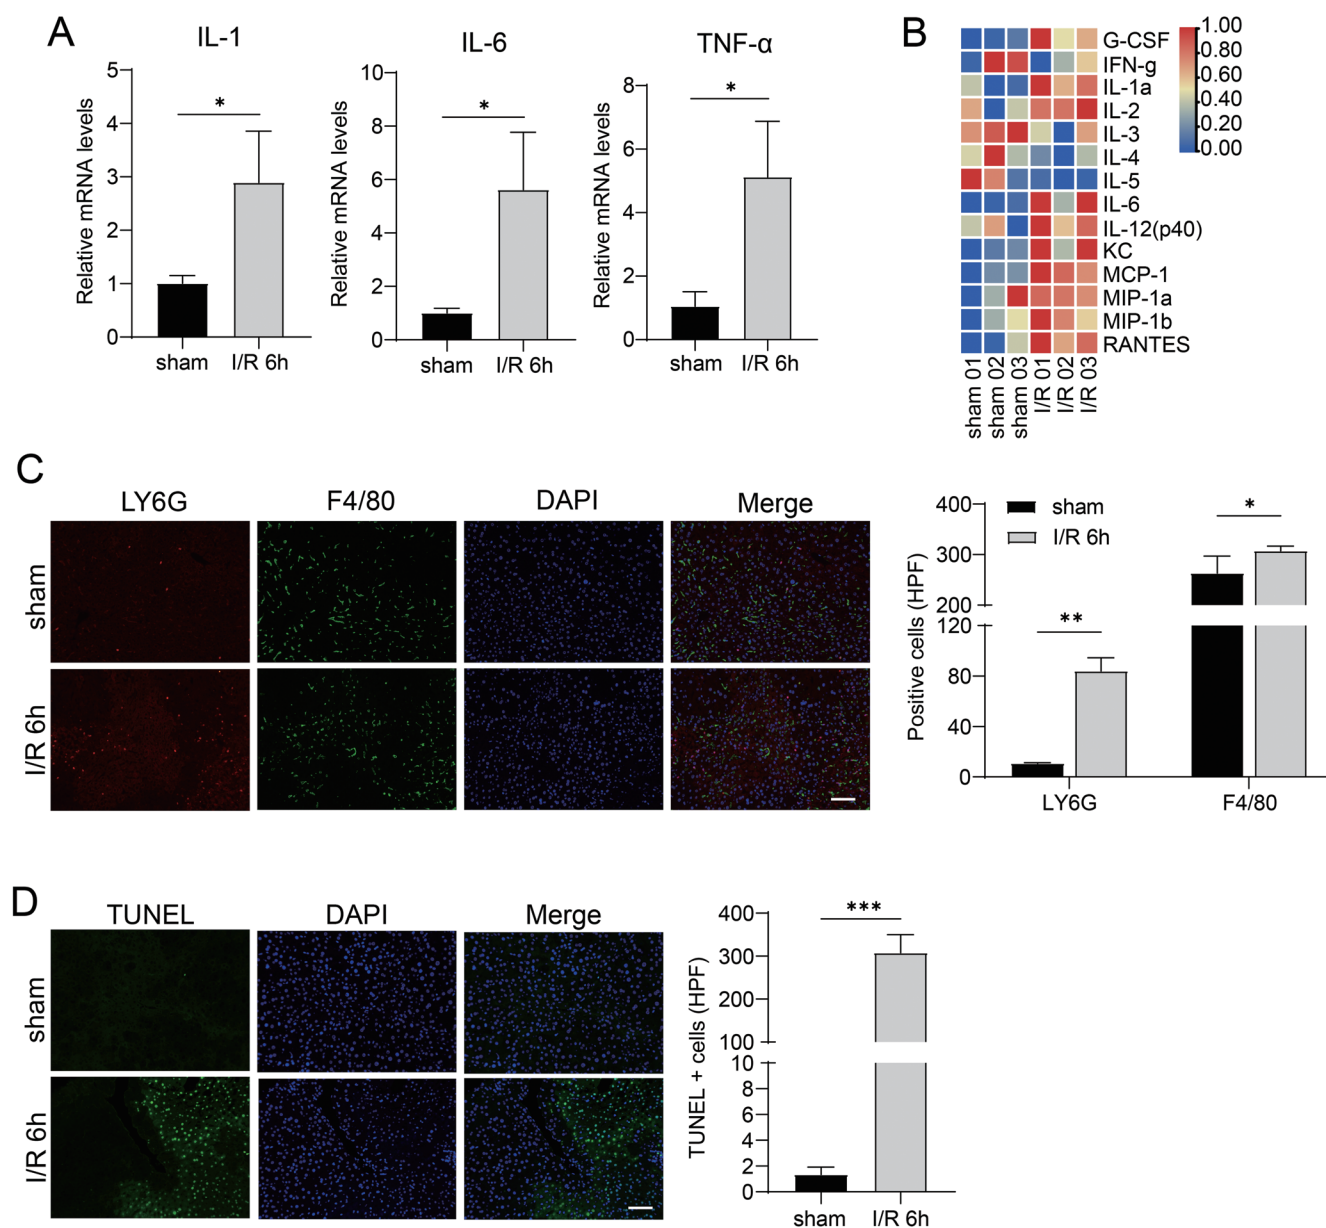 A
IL-1
Relative mRNA levels
5
4
3
2
1
0
*
sham
I/R 6h
IL-6
Relative mRNA levels
10
8
6
4
2
0
*
sham
I/R 6h
TNF-α
Relative mRNA levels
8
6
4
2
0
*
sham
I/R 6h
B
G-CSF
IFN-g
IL-1a
IL-2
IL-3
IL-4
IL-5
IL-6
IL-12(p40)
KC
MCP-1
MIP-1a
MIP-1b
RANTES
sham 01
sham 02
sham 03
I/R 01
I/R 02
I/R 03
1.00
0.80
0.60
0.40
0.20
0.00
C
LY6G
F4/80
DAPI
Merge
sham
I/R 6h
Positive cells (HPF)
400
300
200
120
80
40
0
sham
I/R 6h
**
*
LY6G
F4/80
D
TUNEL
DAPI
Merge
sham
I/R 6h
TUNEL + cells (HPF)
400
300
200
100
10
8
6
4
2
0
***
sham
I/R 6h